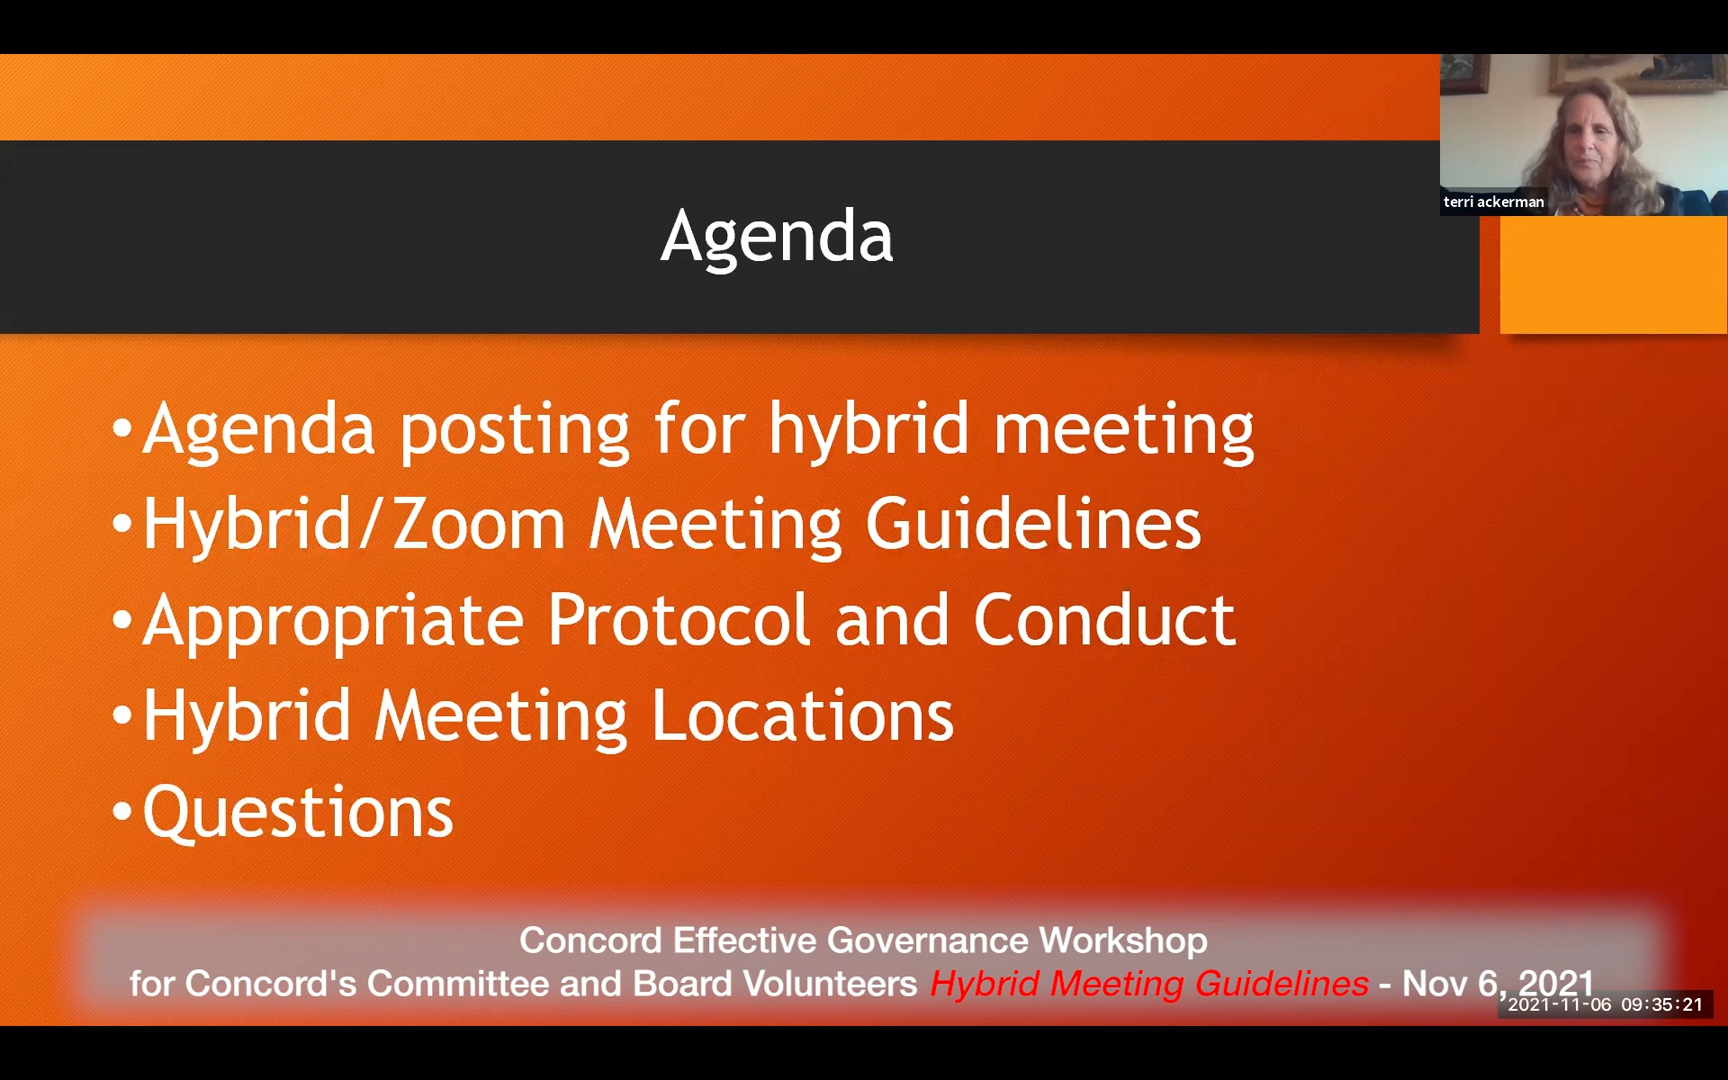 terri ackerman
Agenda
•Agenda posting for hybrid meeting
•Hybrid/Zoom Meeting Guidelines
•Appropriate Protocol and Conduct
•Hybrid Meeting Locations
•Questions
Concord Effective Governance Workshop
for Concord's Committee and Board Volunteers Hybrid Meeting Guidelines - Nov 6, 2021
2021-11-06 09:35:21